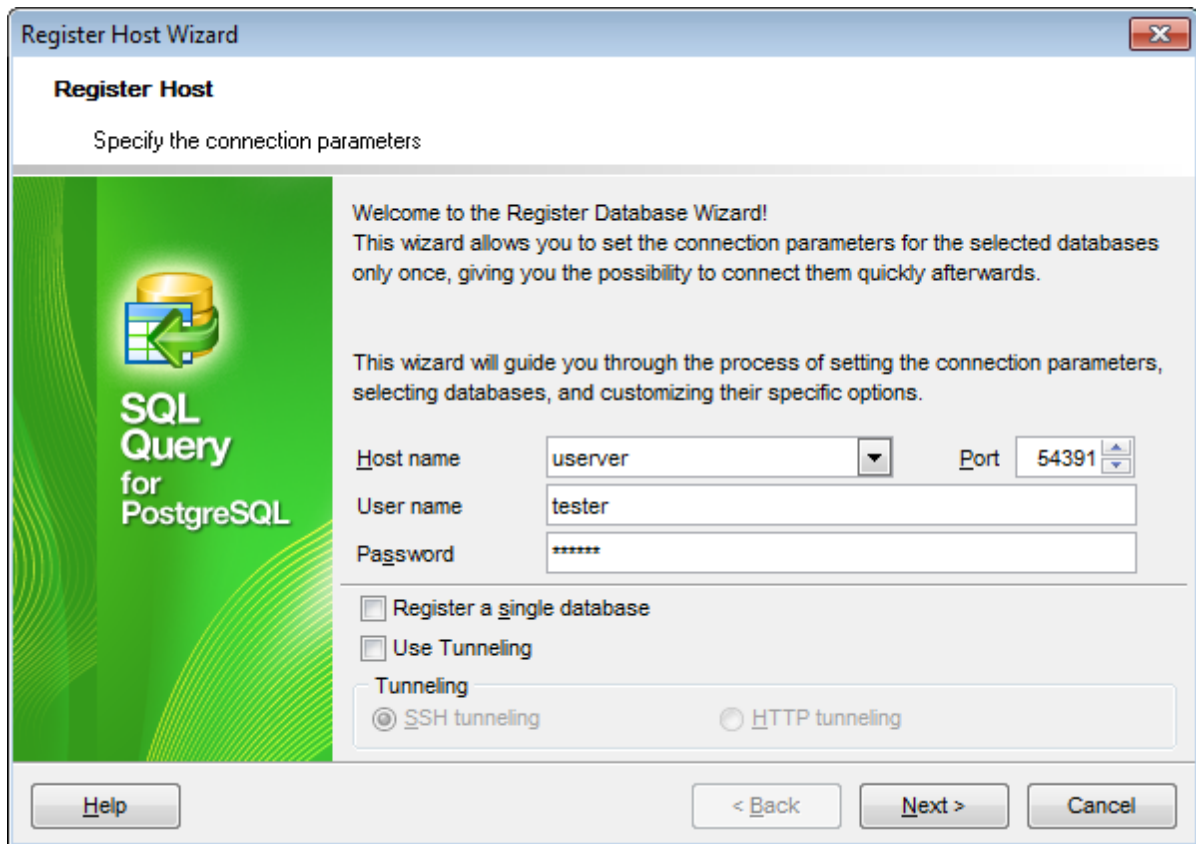 Register Host Wizard
Register Host
Specify the connection parameters
Welcome to the Register Database Wizard!
This wizard allows you to set the connection parameters for the selected databases
only once, giving you the possibility to connect them quickly afterwards.
This wizard will guide you through the process of setting the connection parameters,
selecting databases, and customizing their specific options.
SQL
Query
for
PostgreSQL
Host name userver Port 54391
User name tester
Password ******
Register a single database
Use Tunneling
Tunneling
SSH tunneling HTTP tunneling
Help < Back Next > Cancel